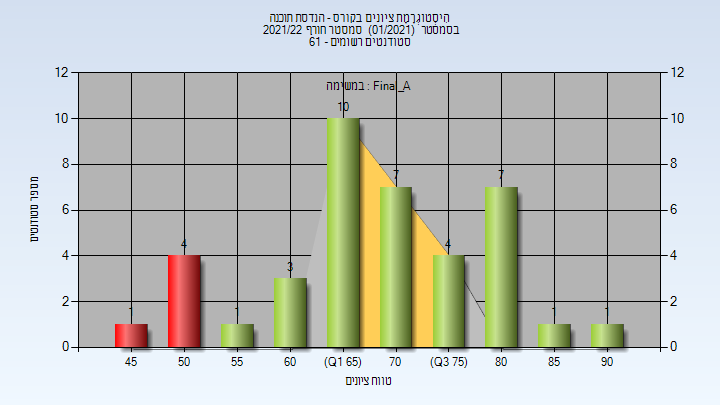 היסטוגרמת ציונים בקורס - הנדסת תוכנה
בסמסטר (01/2021) סמסטר חורף 2021/22
סטודנטים רשומים - 61
במשימה : Final_A
מספר סטודנטים
12 12
10 10
8 8
6 6
4 4
2 2
0 0
1 4 1 3 10 7 4 7 1 1
45 50 55 60 (Q1 65) 70 (Q3 75) 80 85 90
טווח ציונים